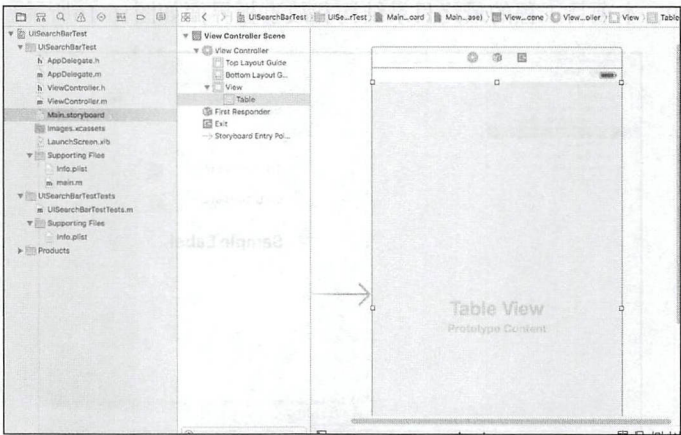 UISearchBarTest
UISe...rTest
Main....oard
Main...ase)
View...cene
View...oller
View
Table
UISearchBarTest
UISearchBarTest
h AppDelegate.h
m AppDelegate.m
h ViewController.h
m ViewController.m
Main.storyboard
Images.xcassets
LaunchScreen.xib
Supporting Files
Info.plist
m main.m
UISearchBarTestTests
m UISearchBarTestTests.m
Supporting Files
Info.plist
Products
View Controller Scene
View Controller
Top Layout Guide
Bottom Layout G...
View
Table
First Responder
Exit
Storyboard Entry Poi...
Table View
Prototype Content